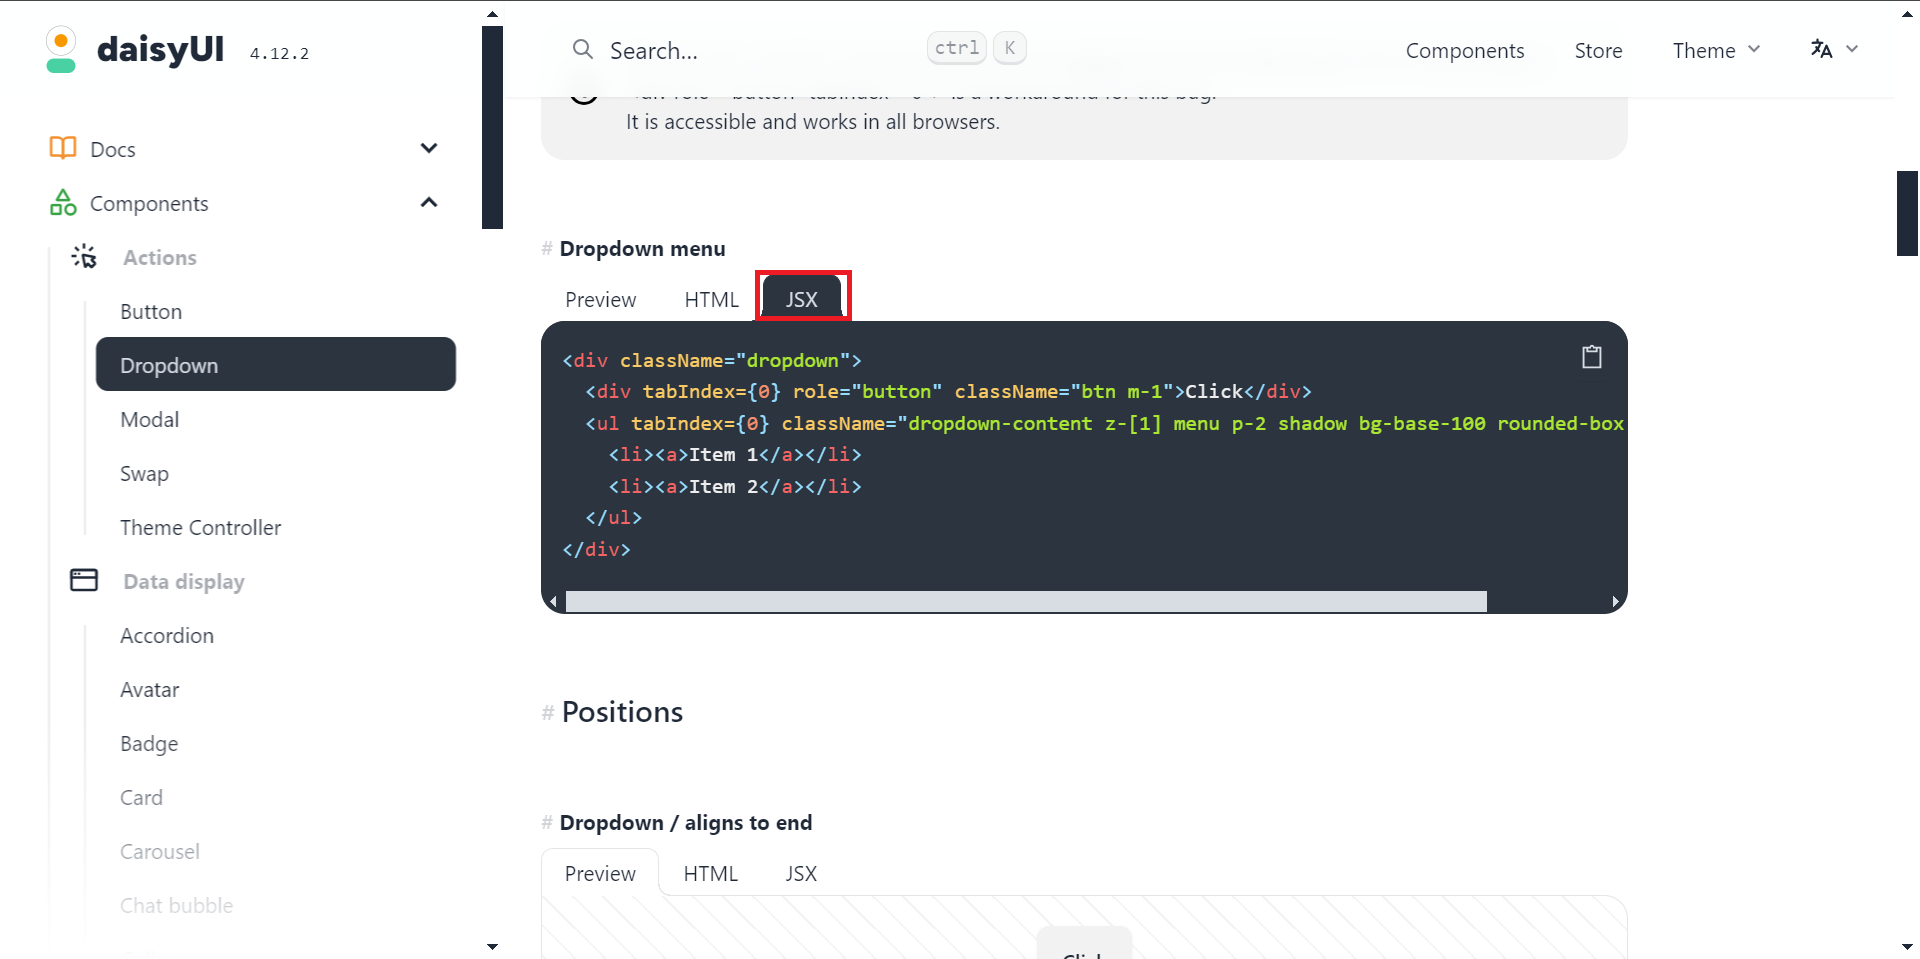 daisyUI 4.12.2
Search...
ctrl K
Components
Store
Theme
Docs
Components
Actions
Button
Dropdown
Modal
Swap
Theme Controller
Data display
Accordion
Avatar
Badge
Card
Carousel
Chat bubble
It is accessible and works in all browsers.
# Dropdown menu
Preview HTML JSX
<div className="dropdown">
  <div tabIndex={0} role="button" className="btn m-1">Click</div>
  <ul tabIndex={0} className="dropdown-content z-[1] menu p-2 shadow bg-base-100 rounded-box
    <li><a>Item 1</a></li>
    <li><a>Item 2</a></li>
  </ul>
</div>
# Positions
# Dropdown / aligns to end
Preview HTML JSX
Click